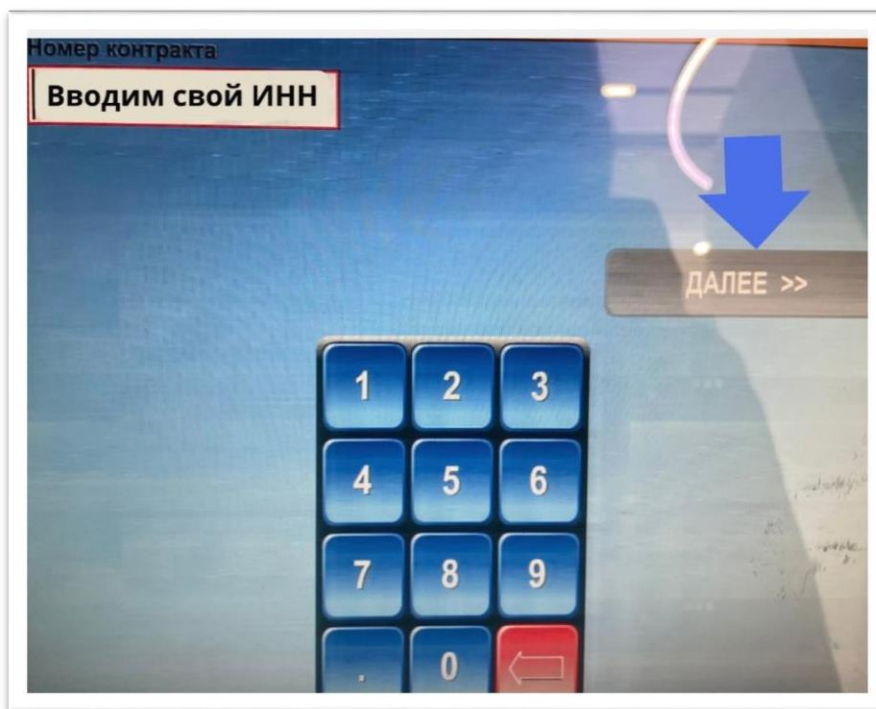 Номер контракта
Вводим свой ИНН
ДАЛЕЕ >>
1 2 3
4 5 6
7 8 9
. 0